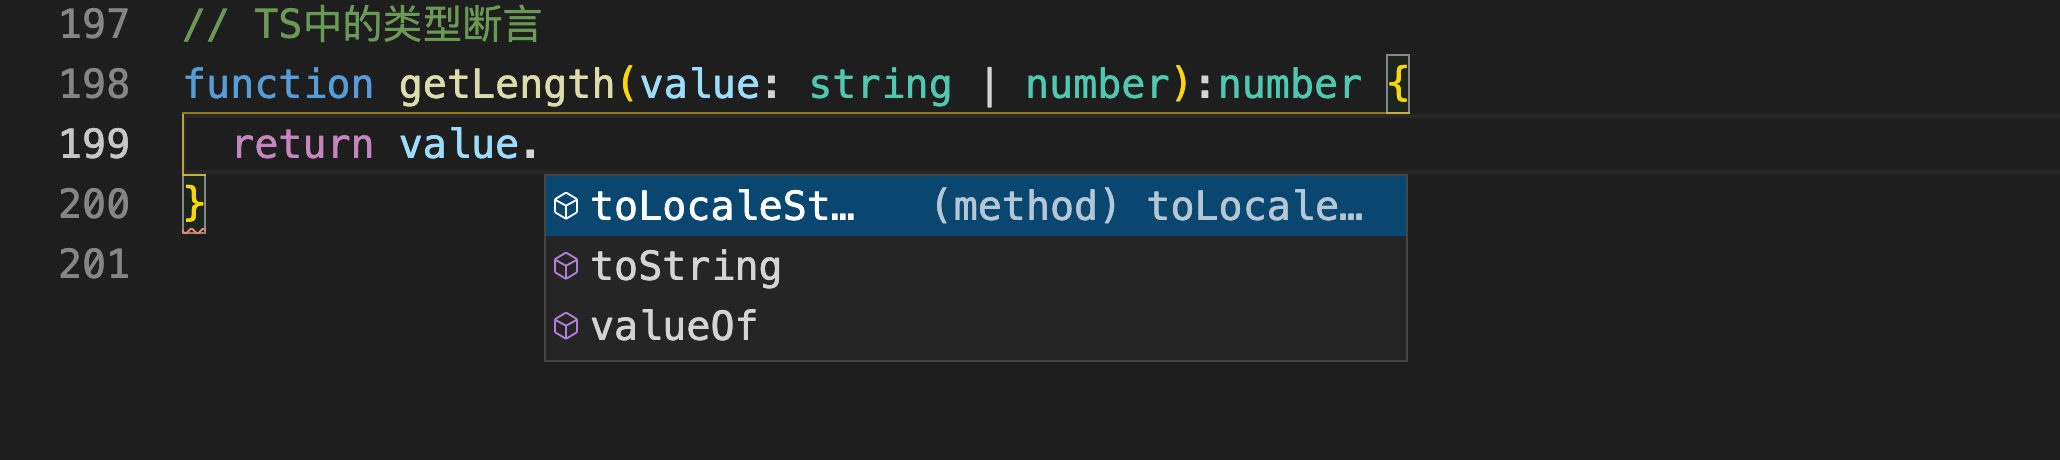 197 // TS中的类型断言
198 function getLength(value: string | number):number {
199 return value.
200 }
toLocaleSt… (method) toLocale…
toString
valueOf
201